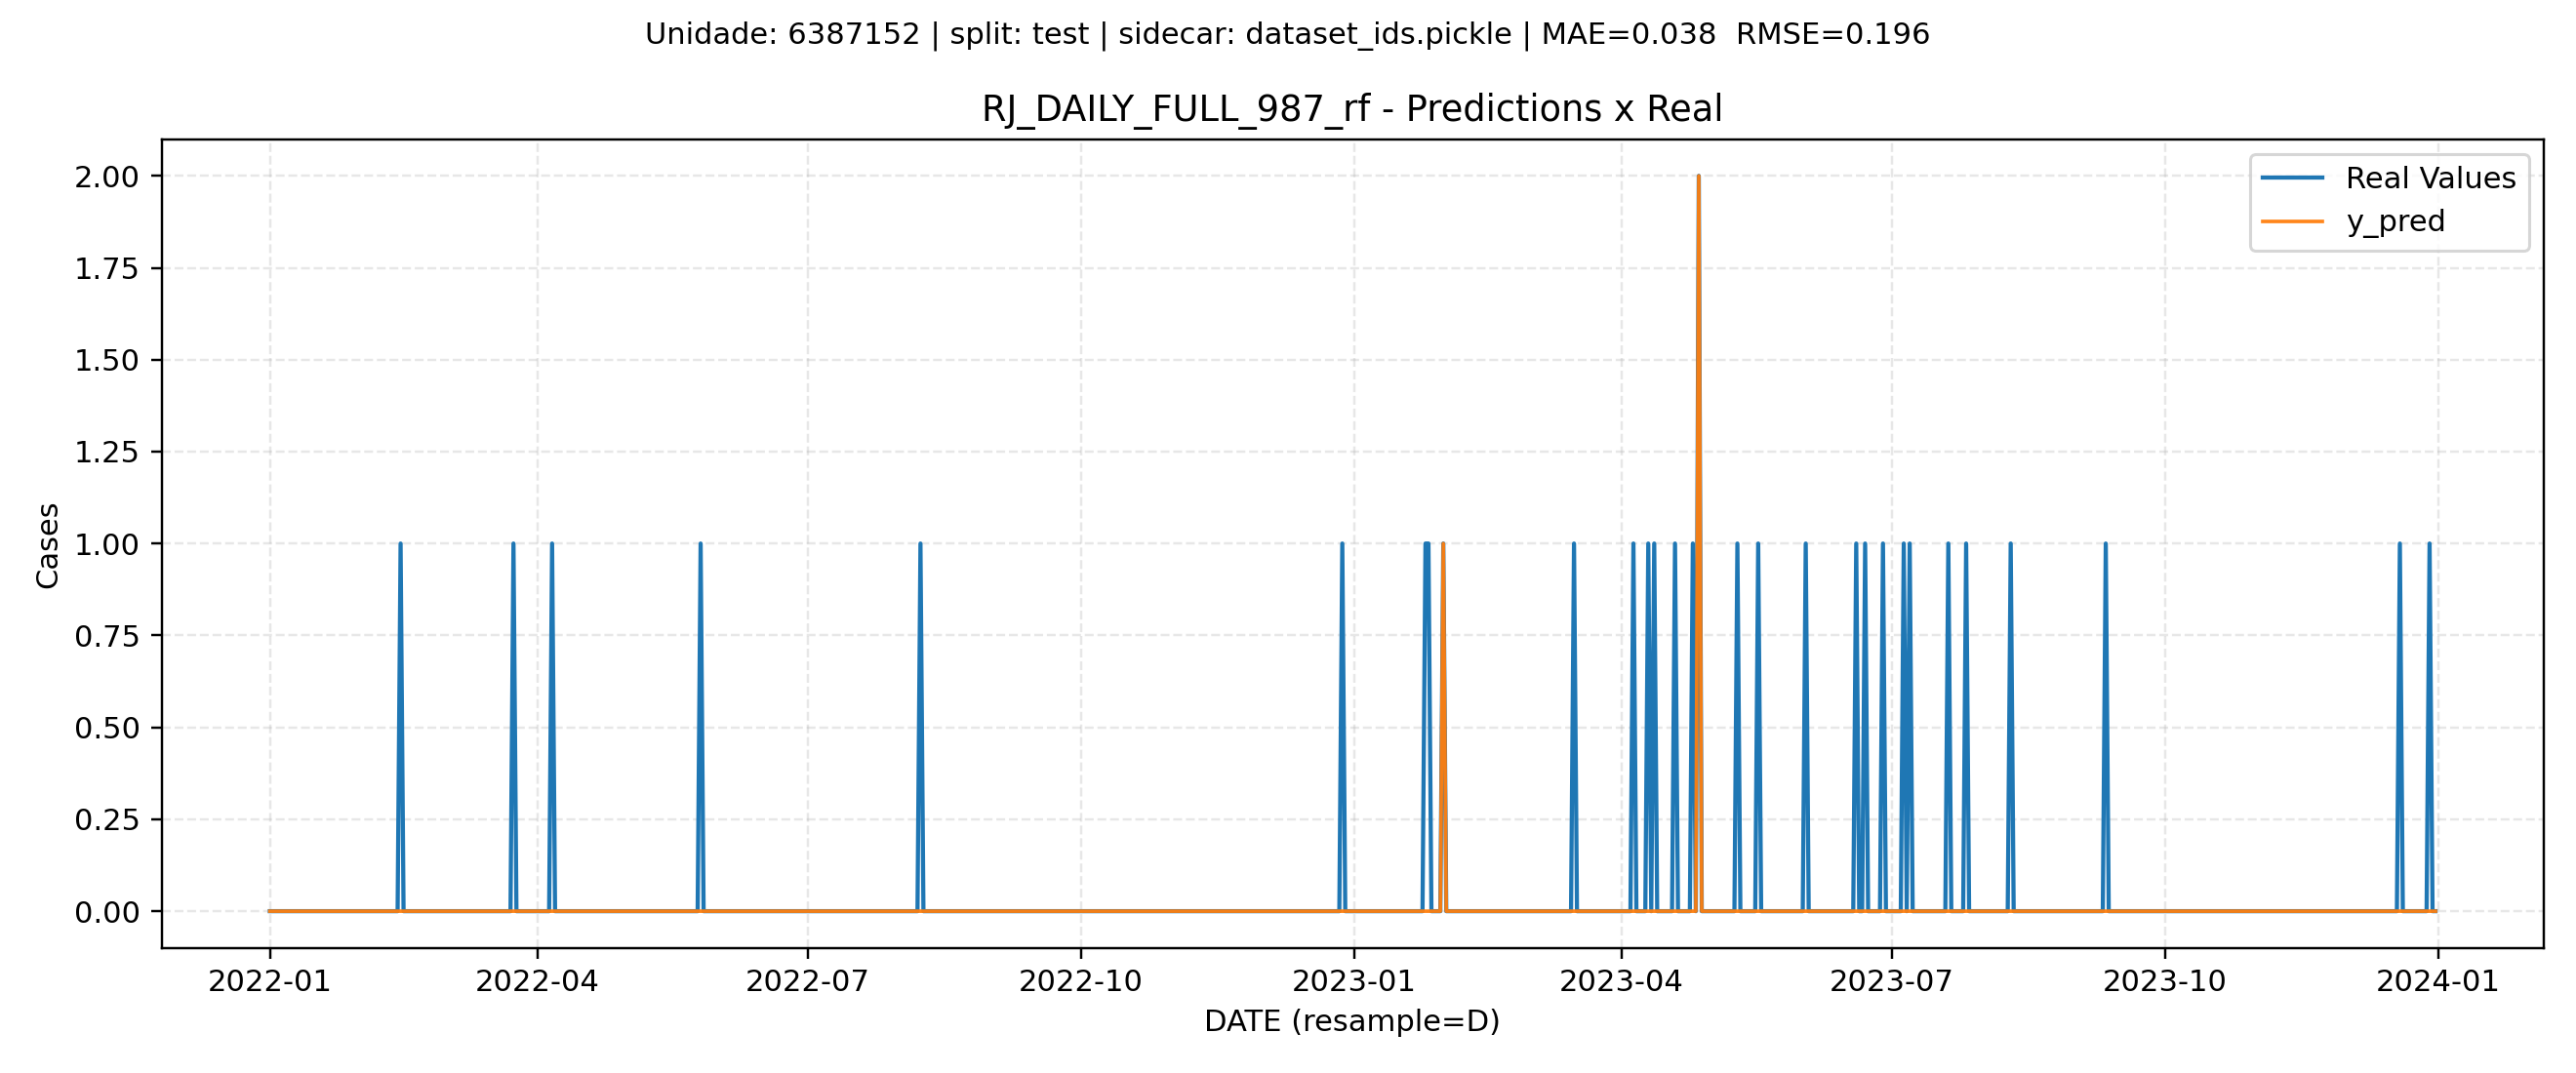 Unidade: 6387152 | split: test | sidecar: dataset_ids.pickle | MAE=0.038  RMSE=0.196
RJ_DAILY_FULL_987_rf - Predictions x Real
Real Values
y_pred
Cases
2.00
1.75
1.50
1.25
1.00
0.75
0.50
0.25
0.00
2022-01 2022-04 2022-07 2022-10 2023-01 2023-04 2023-07 2023-10 2024-01
DATE (resample=D)